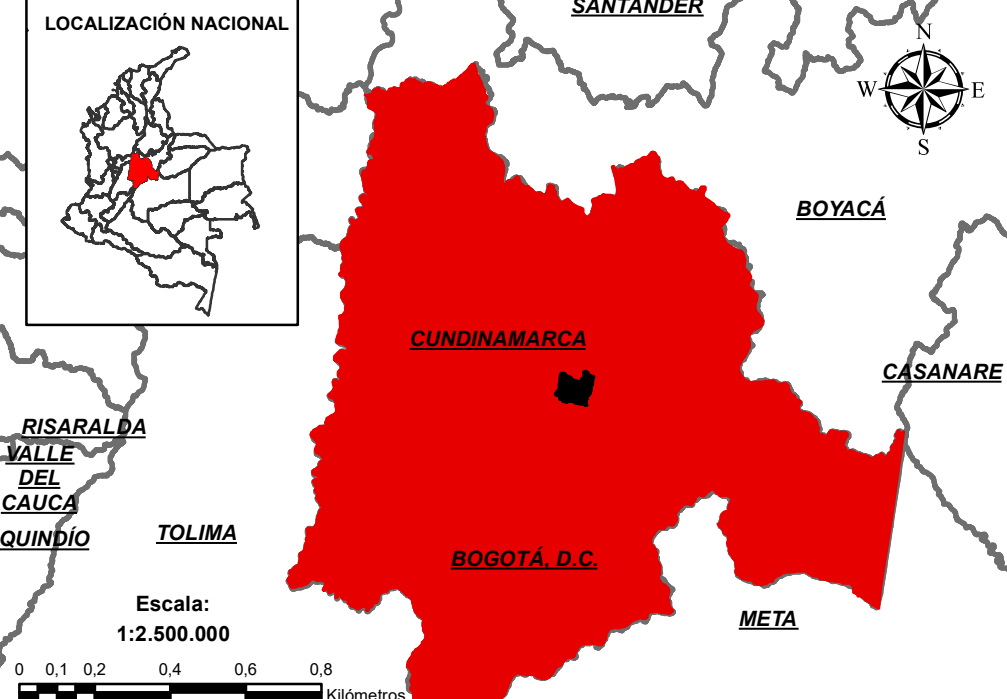 SANTANDER
LOCALIZACIÓN NACIONAL
N
W
E
S
BOYACÁ
CUNDINAMARCA
CASANARE
RISARALDA
VALLE
DEL
CAUCA
QUINDÍO
TOLIMA
BOGOTÁ, D.C.
META
Escala:
1:2.500.000
0 0,1 0,2 0,4 0,6 0,8
Kilómetros